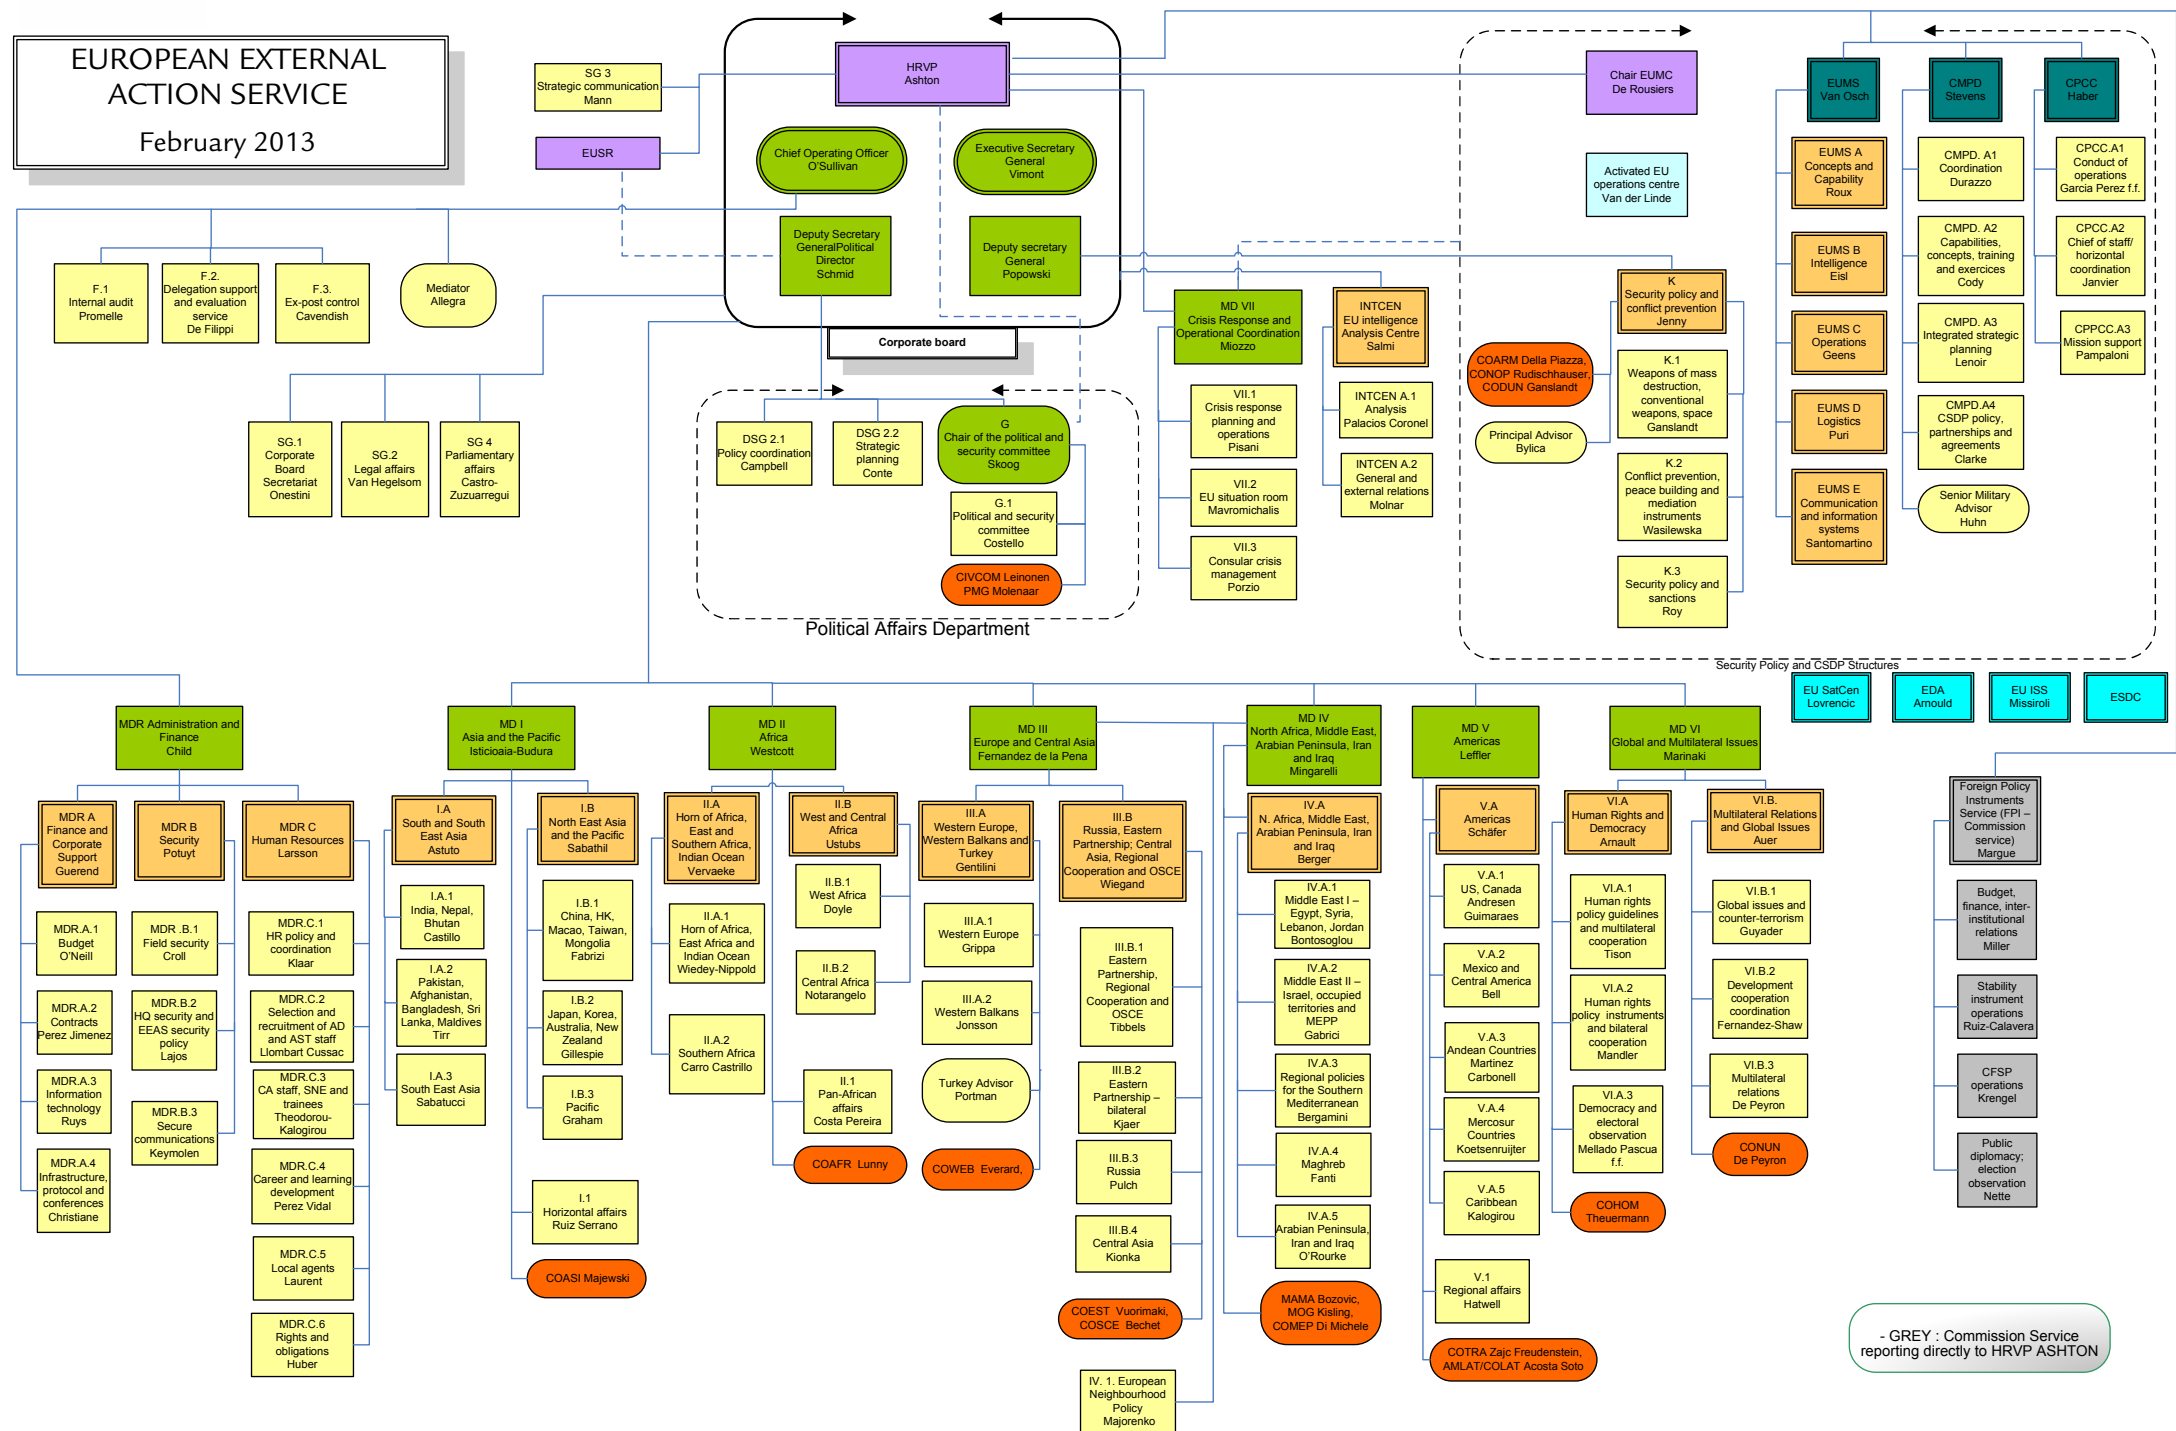 EUROPEAN EXTERNAL
ACTION SERVICE
February 2013
SG 3
Strategic communication
Mann
EUSR
HRVP
Ashton
Chief Operating Officer
O'Sullivan
Executive Secretary
General
Vimont
Deputy Secretary
GeneralPolitical
Director
Schmid
Deputy secretary
General
Popowski
Corporate board
Chair EUMC
De Rousiers
Activated EU
operations centre
Van der Linde
EUMS
Van Osch
CMPD
Stevens
CPCC
Haber
EUMS A
Concepts and
Capability
Roux
EUMS B
Intelligence
Eisl
EUMS C
Operations
Geens
EUMS D
Logistics
Puri
EUMS E
Communication
and information
systems
Santomartino
CMPD. A1
Coordination
Durazzo
CMPD. A2
Capabilities,
concepts, training
and exercices
Cody
CMPD. A3
Integrated strategic
planning
Lenoir
CMPD.A4
CSDP policy,
partnerships and
agreements
Clarke
Senior Military
Advisor
Huhn
CPCC.A1
Conduct of
operations
Garcia Perez f.f.
CPCC.A2
Chief of staff/
horizontal
coordination
Janvier
CPPCC.A3
Mission support
Pampaloni
F.1
Internal audit
Promelle
F.2.
Delegation support
and evaluation
service
De Filippi
F.3.
Ex-post control
Cavendish
Mediator
Allegra
SG.1
Corporate
Board
Secretariat
Onestini
SG.2
Legal affairs
Van Hegelsom
SG 4
Parliamentary
affairs
Castro-
Zuzuarregui
DSG 2.1
Policy coordination
Campbell
DSG 2.2
Strategic
planning
Conte
G
Chair of the political and
security committee
Skoog
G.1
Political and security
committee
Costello
CIVCOM Leinonen
PMG Molenaar
Political Affairs Department
MD VII
Crisis Response and
Operational Coordination
Miozzo
VII.1
Crisis response
planning and
operations
Pisani
VII.2
EU situation room
Mavromichalis
VII.3
Consular crisis
management
Porzio
INTCEN
EU intelligence
Analysis Centre
Salmi
INTCEN A.1
Analysis
Palacios Coronel
INTCEN A.2
General and
external relations
Molnar
K
Security policy and
conflict prevention
Jenny
COARM Della Piazza,
CONOP Rudischhauser,
CODUN Ganslandt
Principal Advisor
Bylica
K.1
Weapons of mass
destruction,
conventional
weapons, space
Ganslandt
K.2
Conflict prevention,
peace building and
mediation
instruments
Wasilewska
K.3
Security policy and
sanctions
Roy
Security Policy and CSDP Structures
EU SatCen
Lovrencic
EDA
Arnould
EU ISS
Missiroli
ESDC
MDR Administration and
Finance
Child
MDR A
Finance and
Corporate
Support
Guerend
MDR.A.1
Budget
O'Neill
MDR.A.2
Contracts
Perez Jimenez
MDR.A.3
Information
technology
Ruys
MDR.A.4
Infrastructure,
protocol and
conferences
Christiane
MDR B
Security
Potuyt
MDR .B.1
Field security
Croll
MDR.B.2
HQ security and
EEAS security
policy
Lajos
MDR.B.3
Secure
communications
Keymolen
MDR C
Human Resources
Larsson
MDR.C.1
HR policy and
coordination
Klaar
MDR.C.2
Selection and
recruitment of AD
and AST staff
Llombart Cussac
MDR.C.3
CA staff, SNE and
trainees
Theodorou-
Kalogirou
MDR.C.4
Career and learning
development
Perez Vidal
MDR.C.5
Local agents
Laurent
MDR.C.6
Rights and
obligations
Huber
MD I
Asia and the Pacific
Isticioaia-Budura
I.A
South and South
East Asia
Astuto
I.A.1
India, Nepal,
Bhutan
Castillo
I.A.2
Pakistan,
Afghanistan,
Bangladesh, Sri
Lanka, Maldives
Tirr
I.A.3
South East Asia
Sabatucci
I.B
North East Asia
and the Pacific
Sabathil
I.B.1
China, HK,
Macao, Taiwan,
Mongolia
Fabrizi
I.B.2
Japan, Korea,
Australia, New
Zealand
Gillespie
I.B.3
Pacific
Graham
I.1
Horizontal affairs
Ruiz Serrano
COASI Majewski
MD II
Africa
Westcott
II.A
Horn of Africa,
East and
Southern Africa,
Indian Ocean
Vervaeke
II.A.1
Horn of Africa,
East Africa and
Indian Ocean
Wiedey-Nippold
II.A.2
Southern Africa
Carro Castrillo
II.B
West and Central
Africa
Ustubs
II.B.1
West Africa
Doyle
II.B.2
Central Africa
Notarangelo
II.1
Pan-African
affairs
Costa Pereira
COAFR Lunny
MD III
Europe and Central Asia
Fernandez de la Pena
III.A
Western Europe,
Western Balkans and
Turkey
Gentilini
III.A.1
Western Europe
Grippa
III.A.2
Western Balkans
Jonsson
Turkey Advisor
Portman
COWEB Everard,
III.B
Russia, Eastern
Partnership; Central
Asia, Regional
Cooperation and OSCE
Wiegand
III.B.1
Eastern
Partnership,
Regional
Cooperation and
OSCE
Tibbels
III.B.2
Eastern
Partnership –
bilateral
Kjaer
III.B.3
Russia
Pulch
III.B.4
Central Asia
Kionka
COEST Vuorimaki,
COSCE Bechet
IV. 1. European
Neighbourhood
Policy
Majorenko
MD IV
North Africa, Middle East,
Arabian Peninsula, Iran
and Iraq
Mingarelli
IV.A
N. Africa, Middle East,
Arabian Peninsula, Iran
and Iraq
Berger
IV.A.1
Middle East I –
Egypt, Syria,
Lebanon, Jordan
Bontosoglou
IV.A.2
Middle East II –
Israel, occupied
territories and
MEPP
Gabrici
IV.A.3
Regional policies
for the Southern
Mediterranean
Bergamini
IV.A.4
Maghreb
Fanti
IV.A.5
Arabian Peninsula,
Iran and Iraq
O'Rourke
MAMA Bozovic,
MOG Kisling,
COMEP Di Michele
MD V
Americas
Leffler
V.A
Americas
Schäfer
V.A.1
US, Canada
Andresen
Guimaraes
V.A.2
Mexico and
Central America
Bell
V.A.3
Andean Countries
Martinez
Carbonell
V.A.4
Mercosur
Countries
Koetsenruijter
V.A.5
Caribbean
Kalogirou
V.1
Regional affairs
Hatwell
COTRA Zajc Freudenstein,
AMLAT/COLAT Acosta Soto
MD VI
Global and Multilateral Issues
Marinaki
VI.A
Human Rights and
Democracy
Arnault
VI.A.1
Human rights
policy guidelines
and multilateral
cooperation
Tison
VI.A.2
Human rights
policy instruments
and bilateral
cooperation
Mandler
VI.A.3
Democracy and
electoral
observation
Mellado Pascua
f.f.
COHOM
Theuermann
VI.B.
Multilateral Relations
and Global Issues
Auer
VI.B.1
Global issues and
counter-terrorism
Guyader
VI.B.2
Development
cooperation
coordination
Fernandez-Shaw
VI.B.3
Multilateral
relations
De Peyron
CONUN
De Peyron
Foreign Policy
Instruments
Service (FPI –
Commission
service)
Margue
Budget,
finance, inter-
institutional
relations
Miller
Stability
instrument
operations
Ruiz-Calavera
CFSP
operations
Krengel
Public
diplomacy;
election
observation
Nette
- GREY : Commission Service
reporting directly to HRVP ASHTON